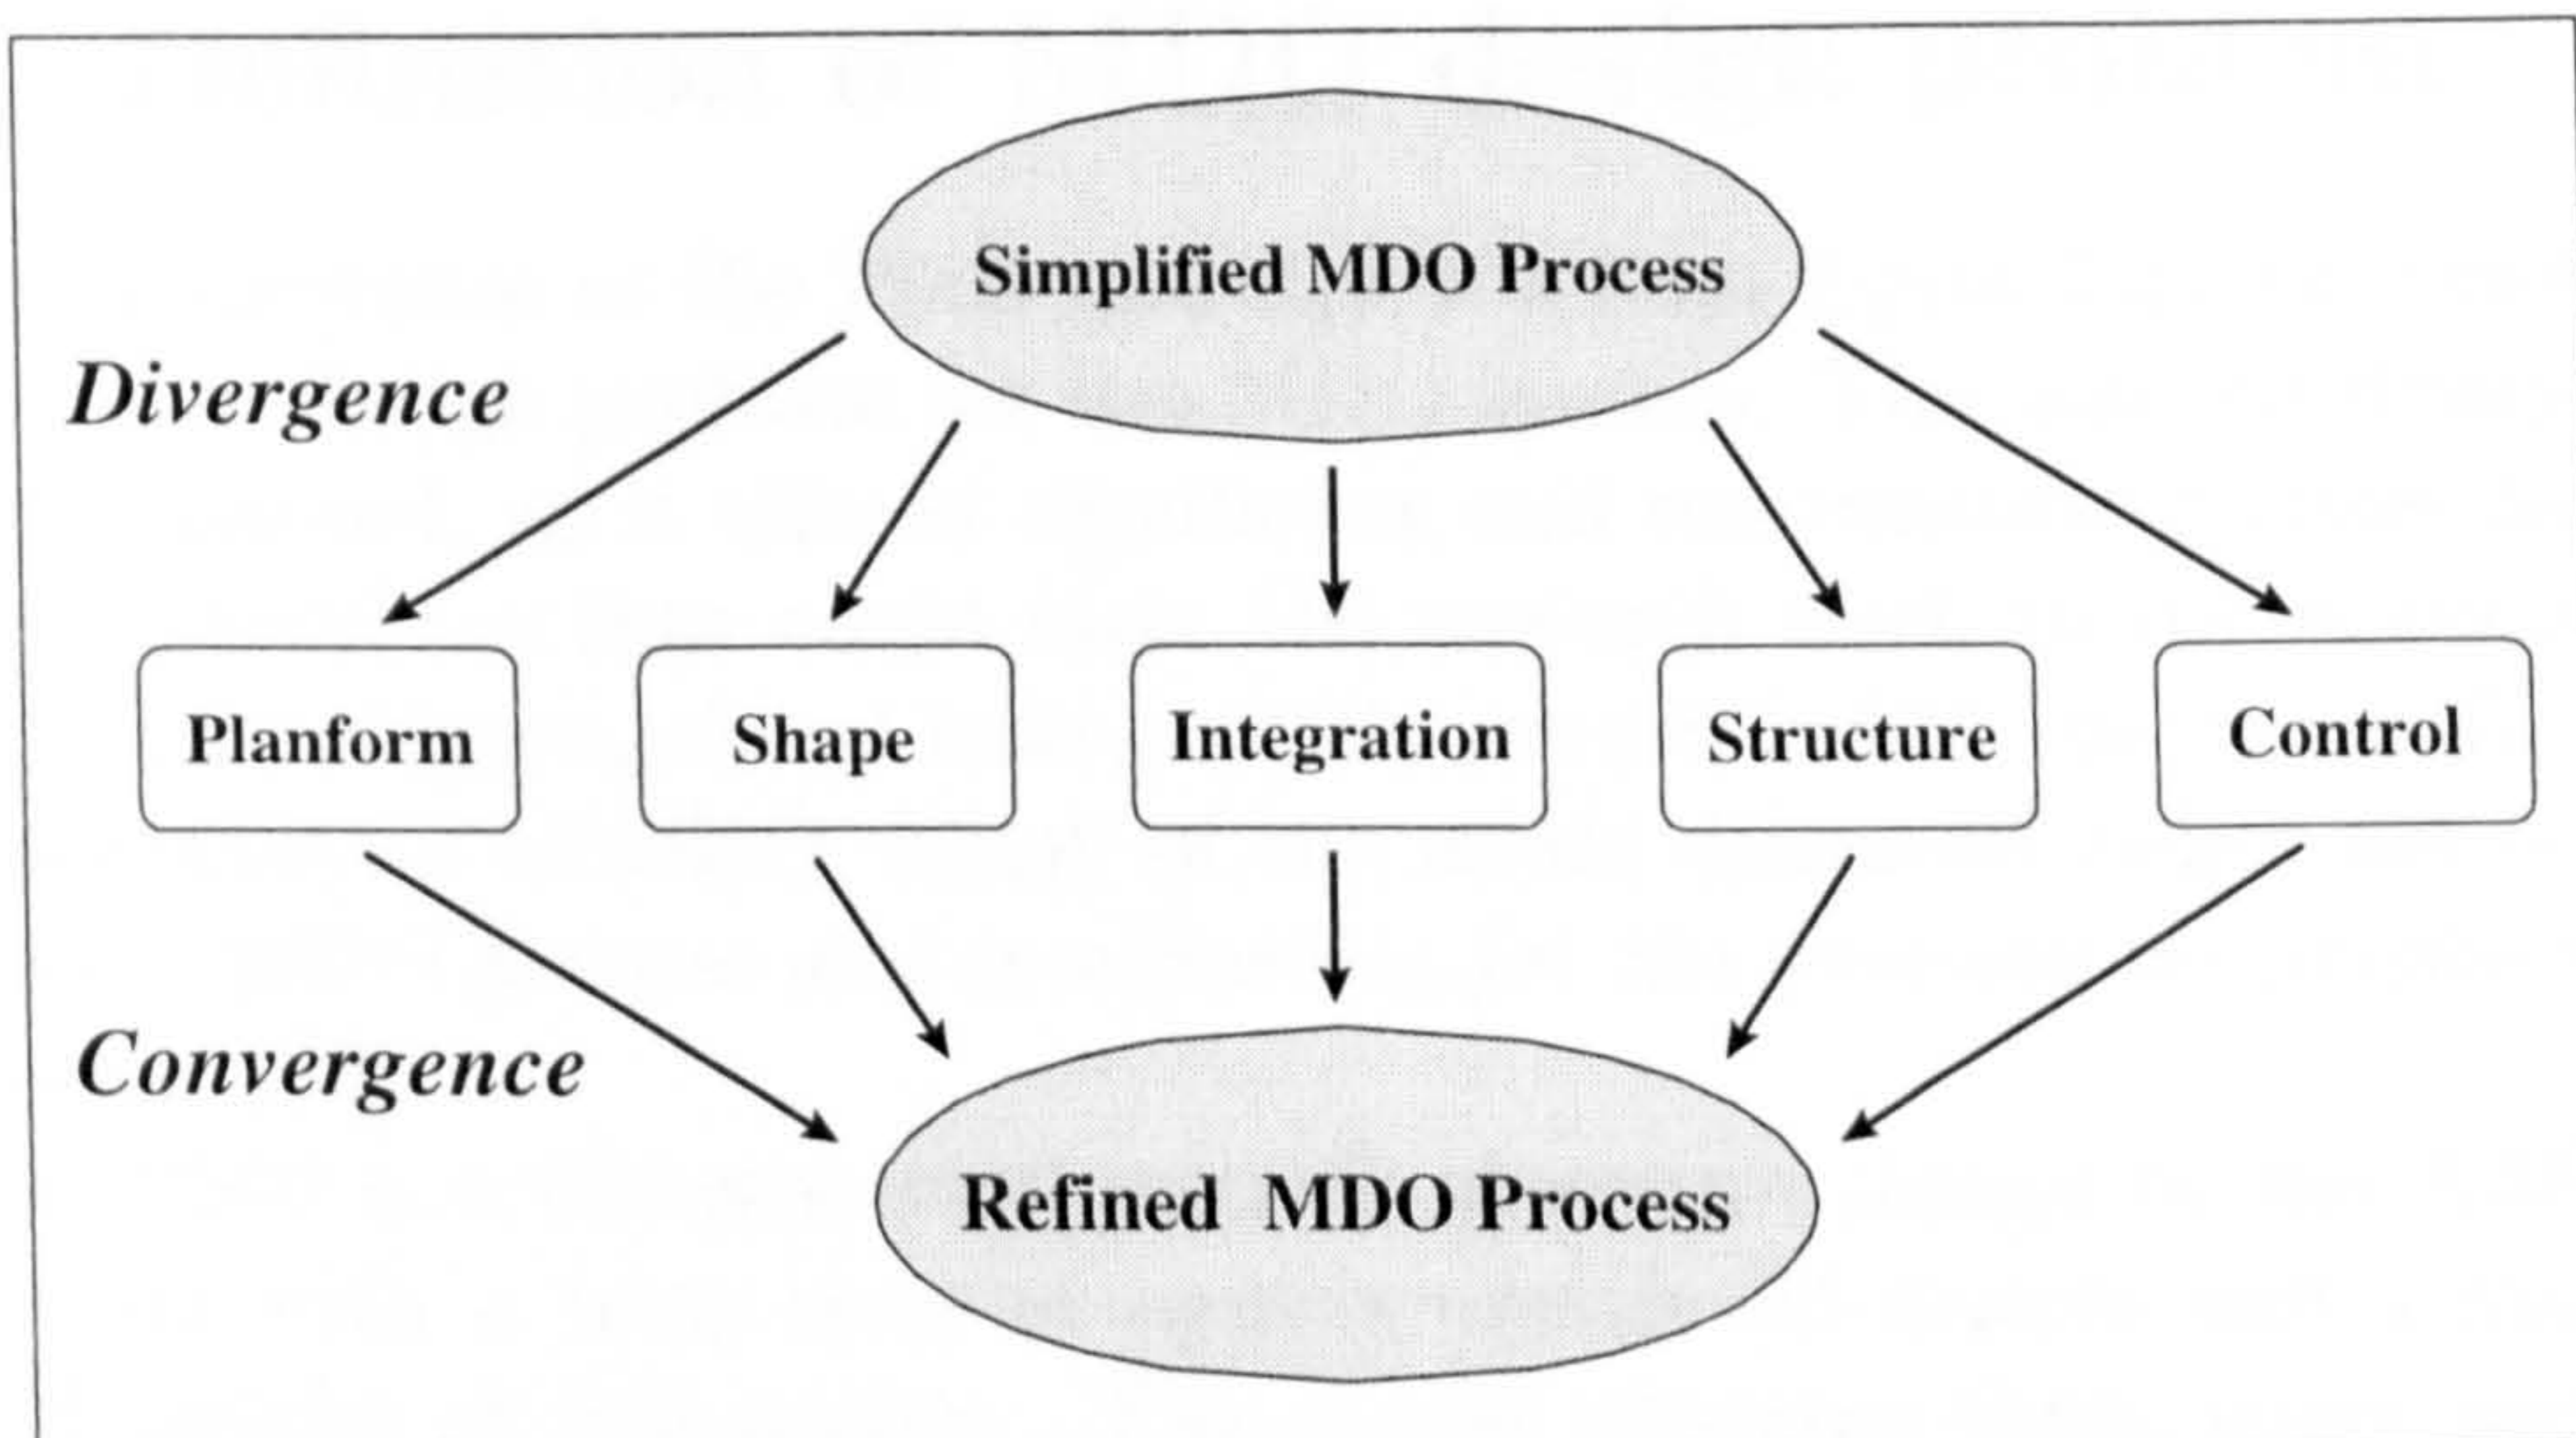 Simplified MDO Process
Divergence
Planform
Shape
Integration
Structure
Control
Convergence
Refined MDO Process